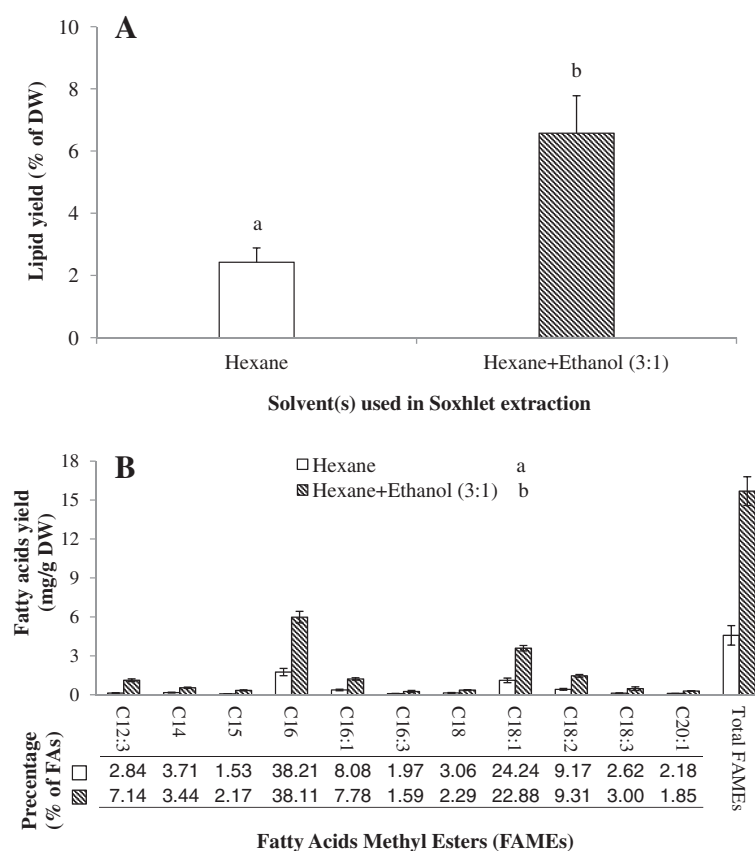 A
10
8
6
4
2
0
Lipid yield (% of DW)
a
b
Hexane
Hexane+Ethanol (3:1)
Solvent(s) used in Soxhlet extraction
B
18
15
12
9
6
3
0
Fatty acids yield
(mg/g DW)
Hexane a
Hexane+Ethanol (3:1) b
C12:3 C14 C15 C16 C16:1 C16:3 C18 C18:1 C18:2 C18:3 C20:1 Total FAMEs
Precentage
(% of FAs)
2.84 3.71 1.53 38.21 8.08 1.97 3.06 24.24 9.17 2.62 2.18
7.14 3.44 2.17 38.11 7.78 1.59 2.29 22.88 9.31 3.00 1.85
Fatty Acids Methyl Esters (FAMEs)